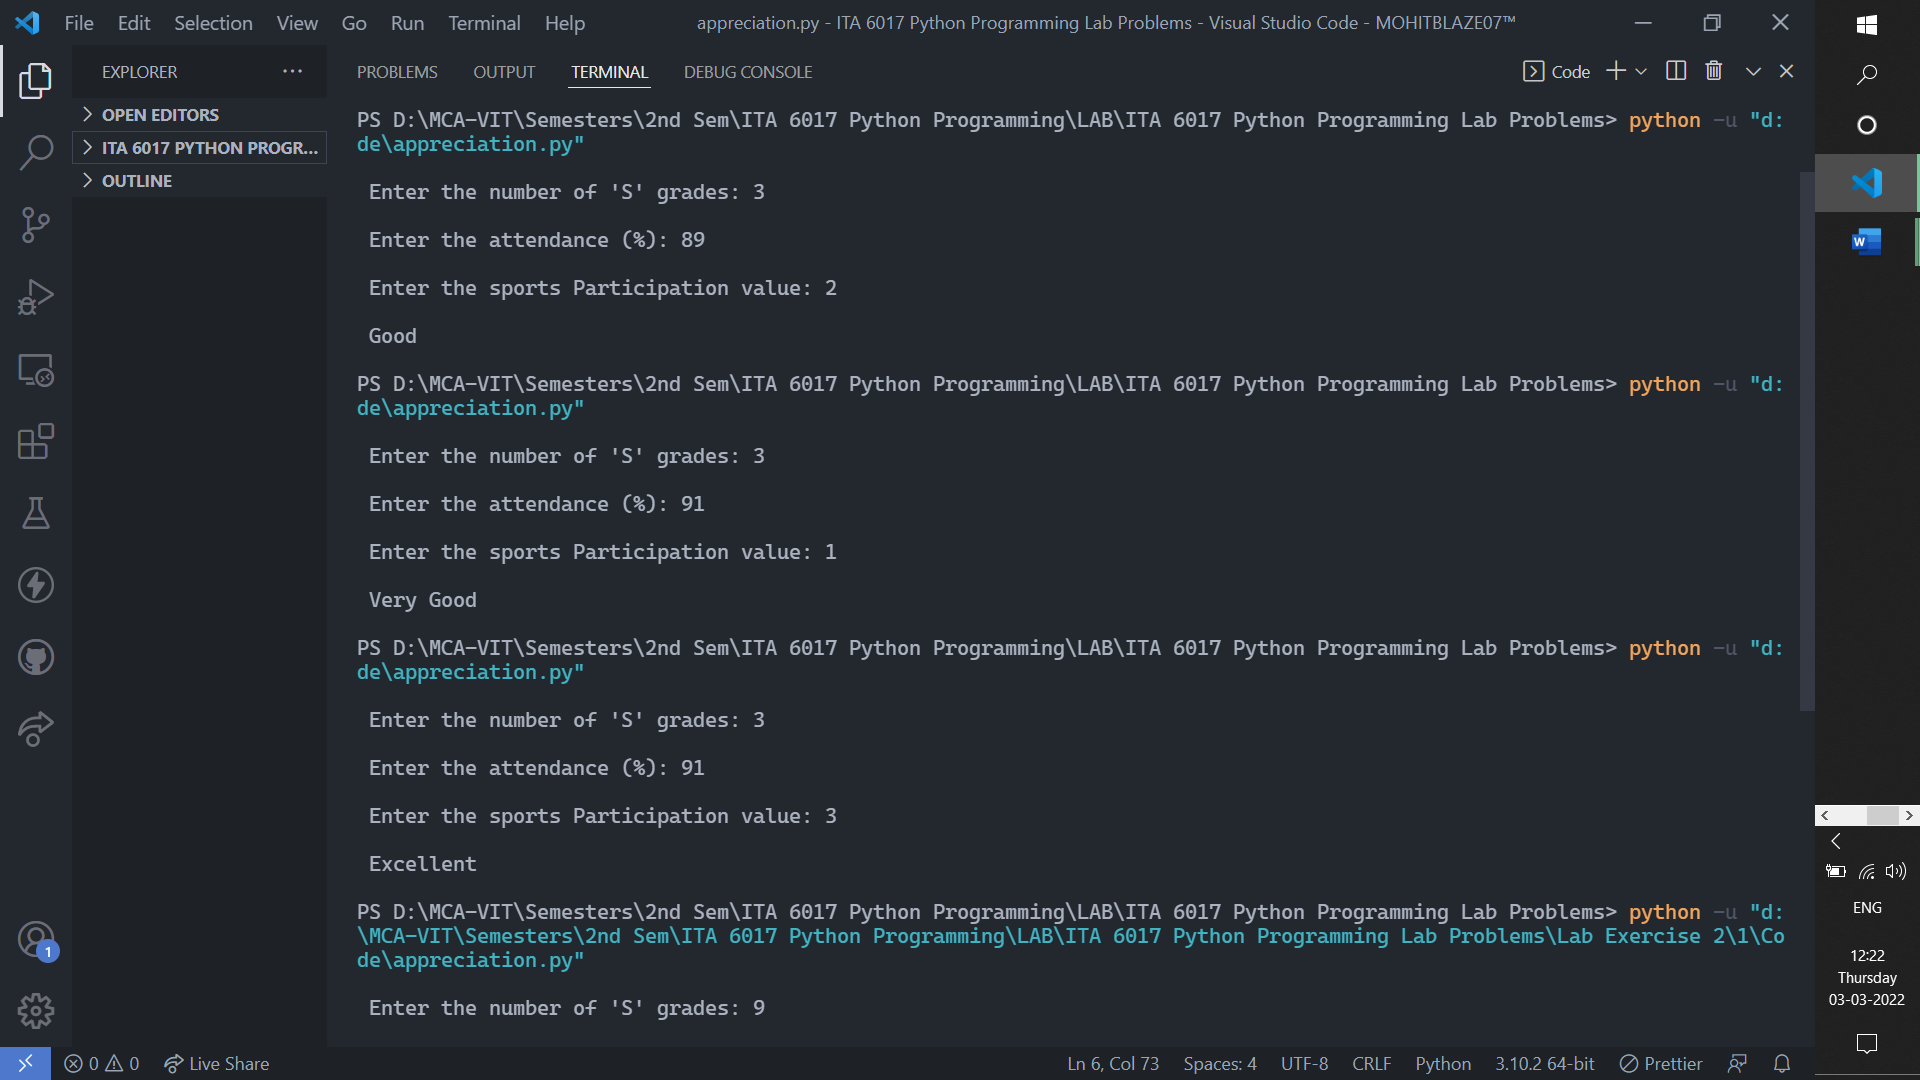 File Edit Selection View Go Run Terminal Help
appreciation.py - ITA 6017 Python Programming Lab Problems - Visual Studio Code - MOHITBLAZE07™
EXPLORER
OPEN EDITORS
ITA 6017 PYTHON PROGR...
OUTLINE
PROBLEMS OUTPUT TERMINAL DEBUG CONSOLE
Code
PS D:\MCA-VIT\Semesters\2nd Sem\ITA 6017 Python Programming\LAB\ITA 6017 Python Programming Lab Problems> python -u "d:
de\appreciation.py"
Enter the number of 'S' grades: 3
Enter the attendance (%): 89
Enter the sports Participation value: 2
Good
PS D:\MCA-VIT\Semesters\2nd Sem\ITA 6017 Python Programming\LAB\ITA 6017 Python Programming Lab Problems> python -u "d:
de\appreciation.py"
Enter the number of 'S' grades: 3
Enter the attendance (%): 91
Enter the sports Participation value: 1
Very Good
PS D:\MCA-VIT\Semesters\2nd Sem\ITA 6017 Python Programming\LAB\ITA 6017 Python Programming Lab Problems> python -u "d:
de\appreciation.py"
Enter the number of 'S' grades: 3
Enter the attendance (%): 91
Enter the sports Participation value: 3
Excellent
PS D:\MCA-VIT\Semesters\2nd Sem\ITA 6017 Python Programming\LAB\ITA 6017 Python Programming Lab Problems> python -u "d:
\MCA-VIT\Semesters\2nd Sem\ITA 6017 Python Programming\LAB\ITA 6017 Python Programming Lab Problems\Lab Exercise 2\1\Co
de\appreciation.py"
Enter the number of 'S' grades: 9
1
0 0 Live Share
Ln 6, Col 73 Spaces: 4 UTF-8 CRLF Python 3.10.2 64-bit Prettier
W
ENG
12:22
Thursday
03-03-2022